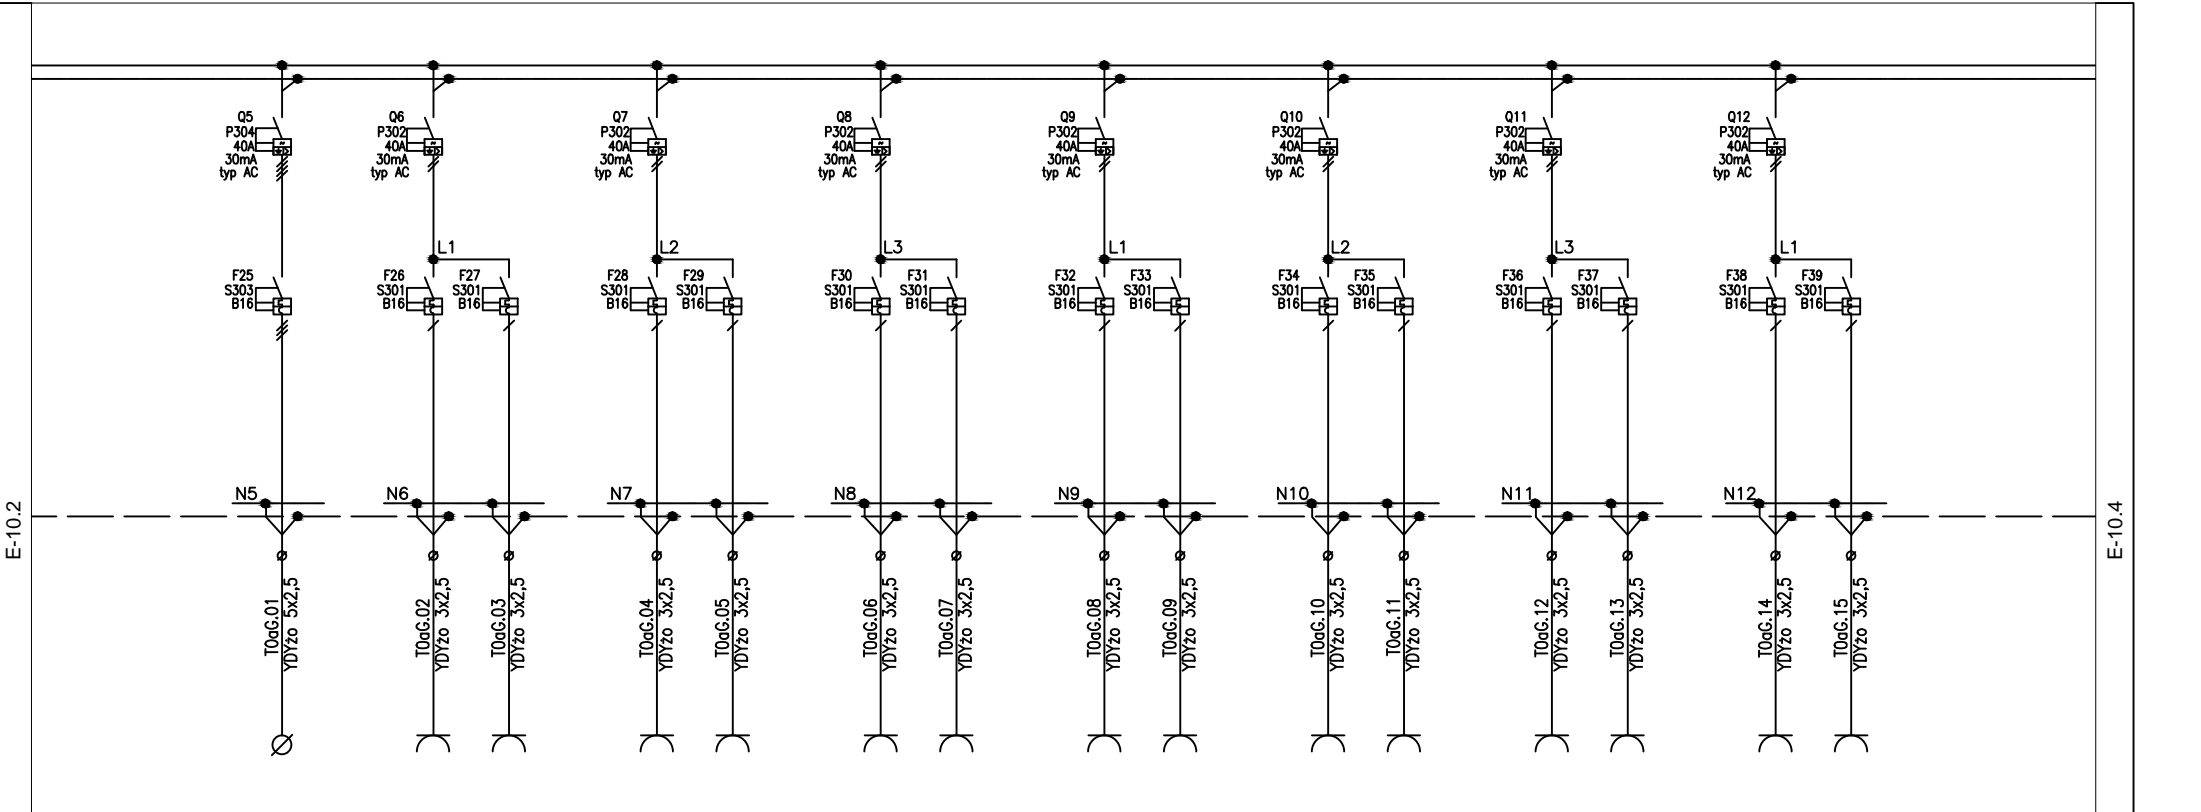 Q5
P304
40A
30mA
typ AC
Q6
P302
40A
30mA
typ AC
Q7
P302
40A
30mA
typ AC
Q8
P302
40A
30mA
typ AC
Q9
P302
40A
30mA
typ AC
Q10
P302
40A
30mA
typ AC
Q11
P302
40A
30mA
typ AC
Q12
P302
40A
30mA
typ AC
L1
L2
L3
L1
L2
L3
L1
F25
S303
B16
F26
S301
B16
F27
S301
B16
F28
S301
B16
F29
S301
B16
F30
S301
B16
F31
S301
B16
F32
S301
B16
F33
S301
B16
F34
S301
B16
F35
S301
B16
F36
S301
B16
F37
S301
B16
F38
S301
B16
F39
S301
B16
N5
N6
N7
N8
N9
N10
N11
N12
E-10.2
E-10.4
T0aG.01
YDYżo 5x2,5
T0aG.02
YDYżo 3x2,5
T0aG.03
YDYżo 3x2,5
T0aG.04
YDYżo 3x2,5
T0aG.05
YDYżo 3x2,5
T0aG.06
YDYżo 3x2,5
T0aG.07
YDYżo 3x2,5
T0aG.08
YDYżo 3x2,5
T0aG.09
YDYżo 3x2,5
T0aG.10
YDYżo 3x2,5
T0aG.11
YDYżo 3x2,5
T0aG.12
YDYżo 3x2,5
T0aG.13
YDYżo 3x2,5
T0aG.14
YDYżo 3x2,5
T0aG.15
YDYżo 3x2,5